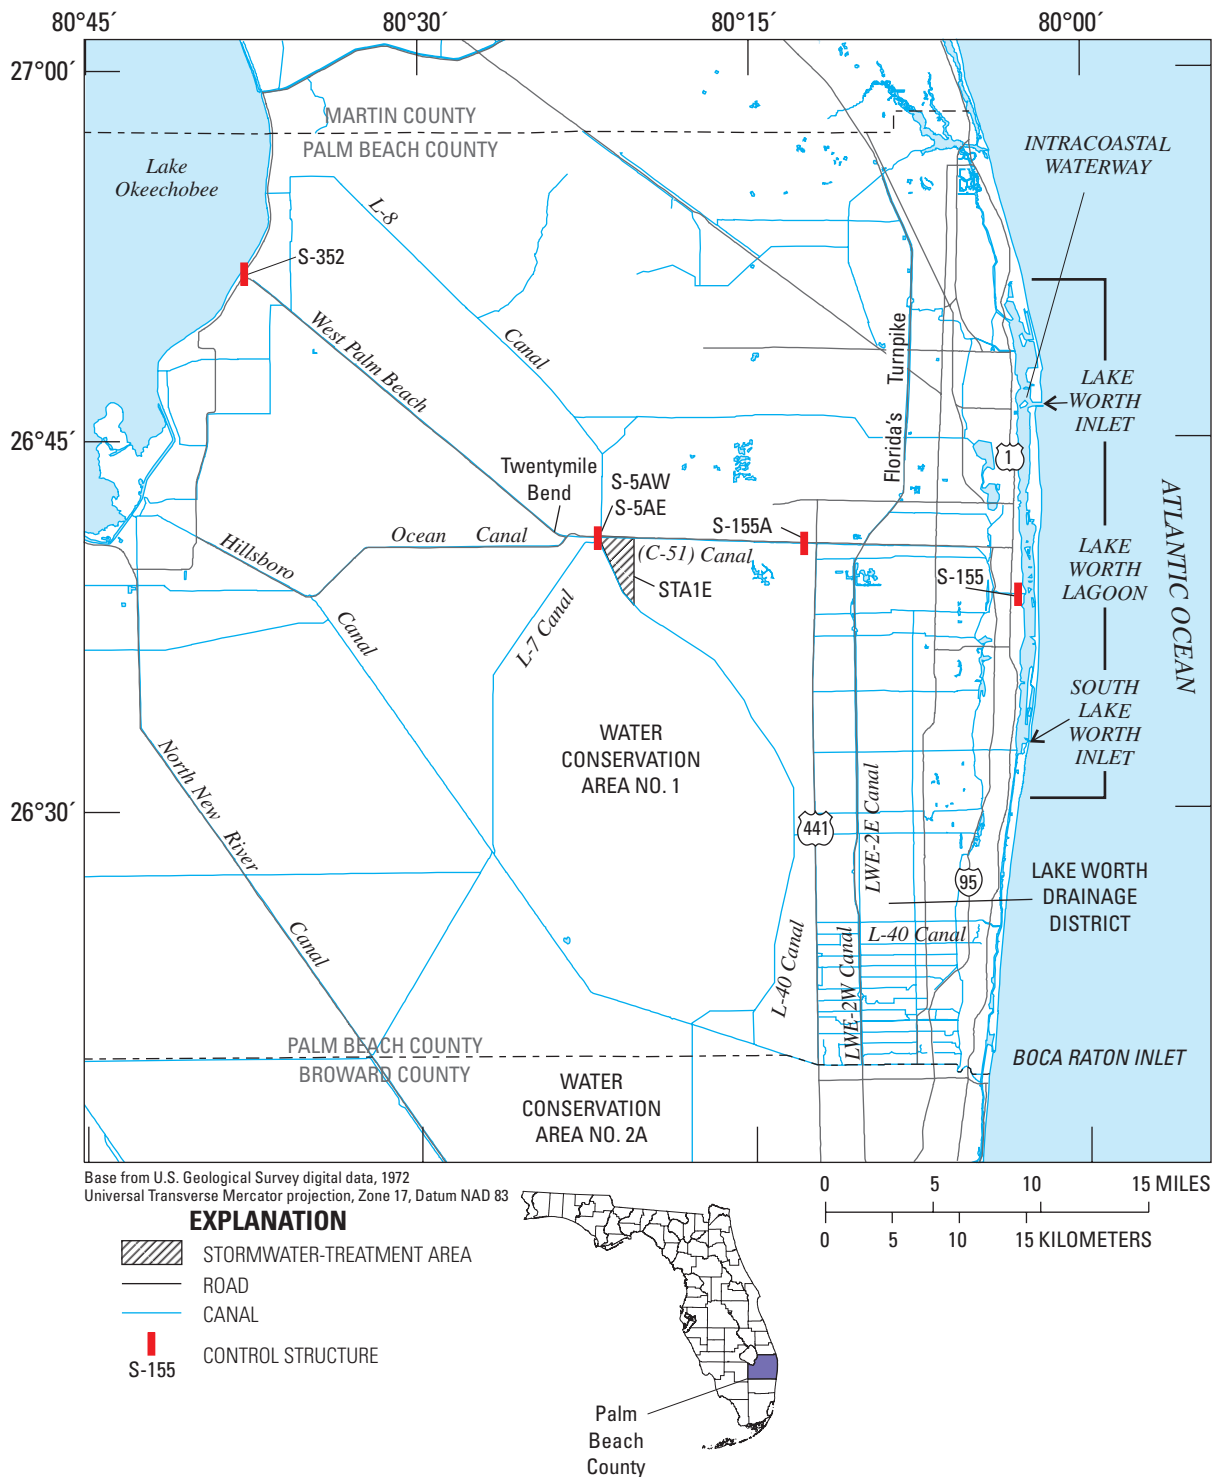 80°45´
80°30´
80°15´
80°00´
27°00´
MARTIN COUNTY
PALM BEACH COUNTY
INTRACOASTAL
WATERWAY
Lake
Okeechobee
L-8
S-352
West Palm Beach
Canal
Florida's Turnpike
LAKE
WORTH
INLET
26°45´
1
Twentymile
Bend
S-5AW
S-5AE
S-155A
Ocean Canal
(C-51) Canal
Hillsboro
S-155
STA1E
LAKE
WORTH
LAGOON
ATLANTIC OCEAN
Canal
L-7 Canal
SOUTH
LAKE
WORTH
INLET
WATER
CONSERVATION
AREA NO. 1
North New
River
26°30´
441
LWE-2E Canal
95
LAKE WORTH
DRAINAGE
DISTRICT
Canal
L-40 Canal
L-40 Canal
LWE-2W Canal
PALM BEACH COUNTY
BROWARD COUNTY
BOCA RATON INLET
WATER
CONSERVATION
AREA NO. 2A
Base from U.S. Geological Survey digital data, 1972
Universal Transverse Mercator projection, Zone 17, Datum NAD 83
0 5 10 15 MILES
0 5 10 15 KILOMETERS
EXPLANATION
STORMWATER-TREATMENT AREA
ROAD
CANAL
CONTROL STRUCTURE
S-155
Palm
Beach
County